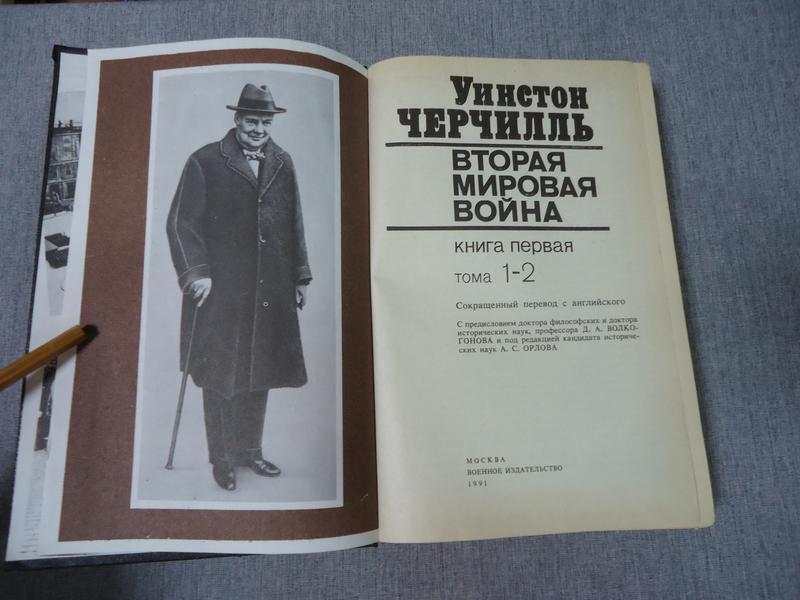 Уинстон
ЧЕРЧИЛЛЬ
ВТОРАЯ
МИРОВАЯ
ВОЙНА
книга первая
тома 1-2
Сокращенный перевод с английского
С предисловием доктора философских и доктора
исторических наук, профессора Д. А. ВОЛКО-
ГОНОВА и под редакцией кандидата историче-
ских наук А. С. ОРЛОВА
МОСКВА
ВОЕННОЕ ИЗДАТЕЛЬСТВО
1991